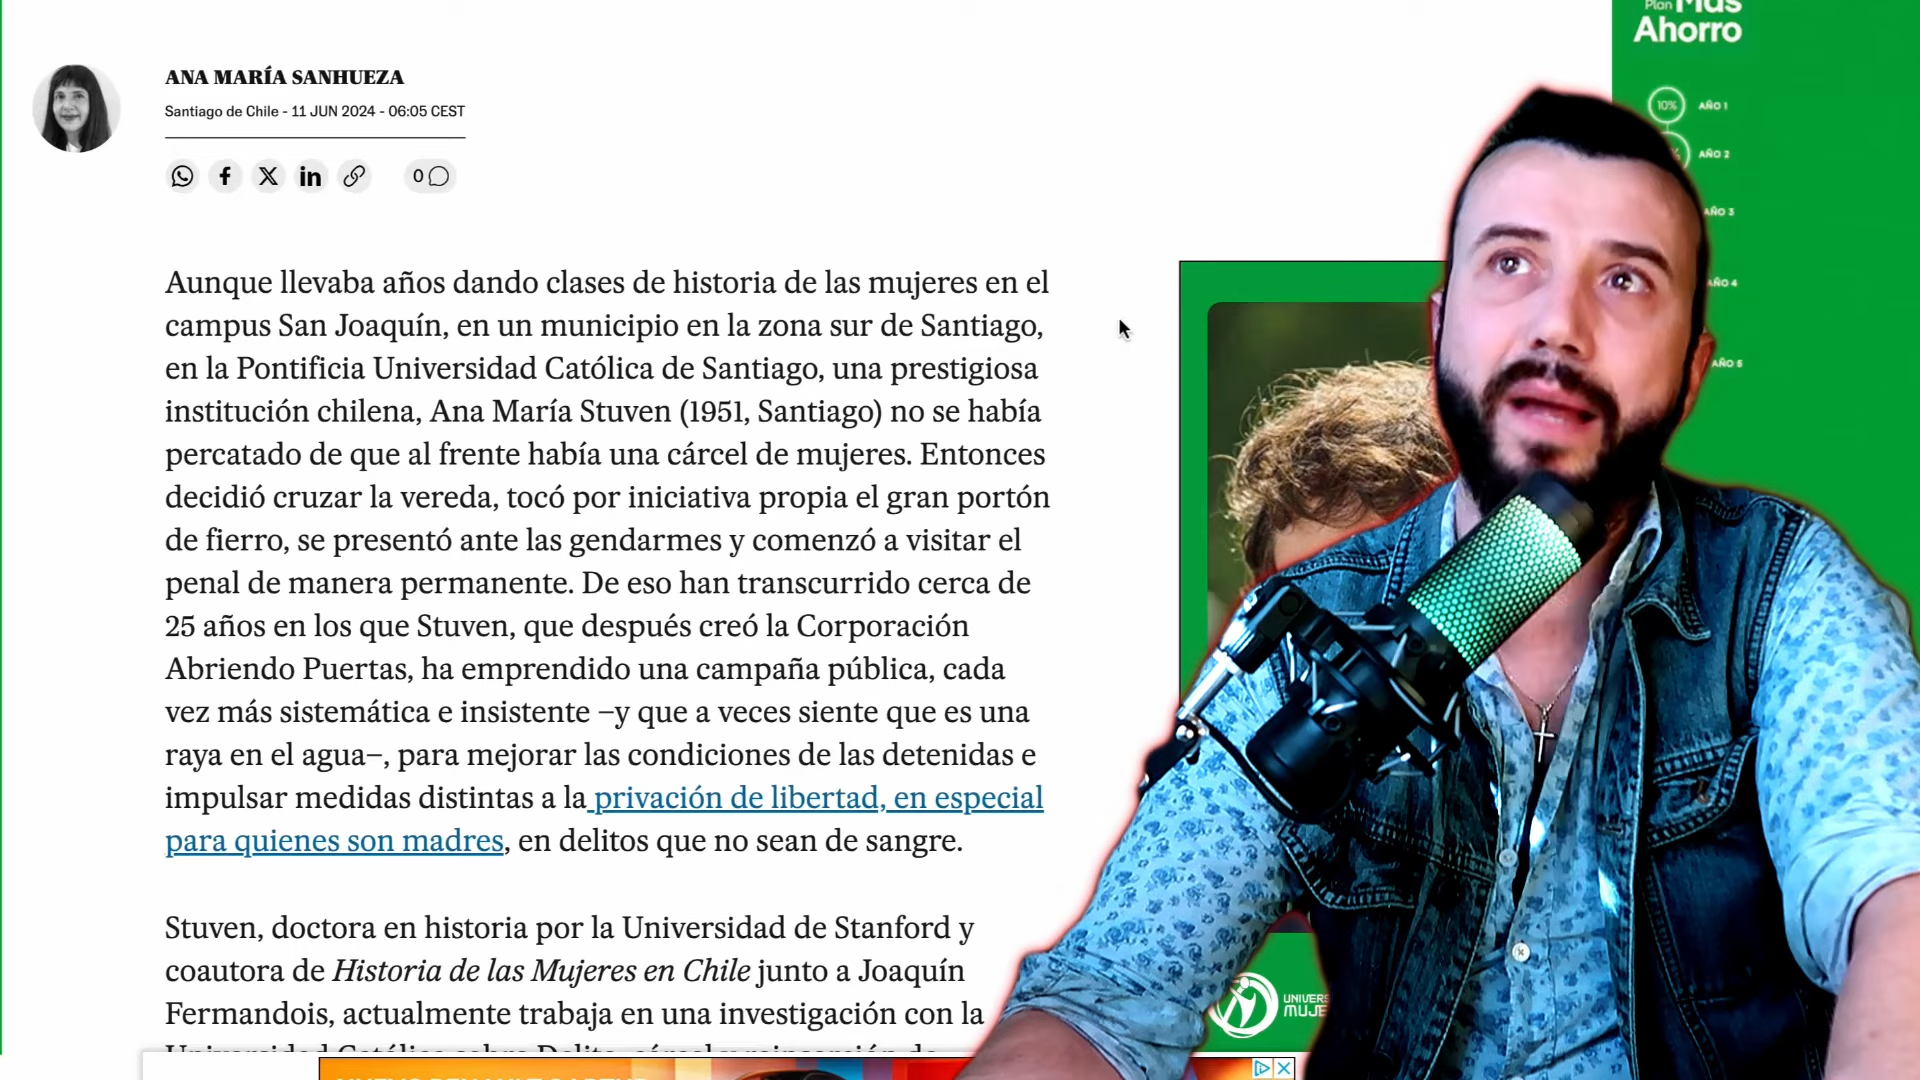 Plan Más
Ahorro
ANA MARÍA SANHUEZA
Santiago de Chile - 11 JUN 2024 - 06:05 CEST
0
10% AÑO 1
AÑO 2
AÑO 3
AÑO 4
AÑO 5
Aunque llevaba años dando clases de historia de las mujeres en el
campus San Joaquín, en un municipio en la zona sur de Santiago,
en la Pontificia Universidad Católica de Santiago, una prestigiosa
institución chilena, Ana María Stuven (1951, Santiago) no se había
percatado de que al frente había una cárcel de mujeres. Entonces
decidió cruzar la vereda, tocó por iniciativa propia el gran portón
de fierro, se presentó ante las gendarmes y comenzó a visitar el
penal de manera permanente. De eso han transcurrido cerca de
25 años en los que Stuven, que después creó la Corporación
Abriendo Puertas, ha emprendido una campaña pública, cada
vez más sistemática e insistente –y que a veces siente que es una
raya en el agua–, para mejorar las condiciones de las detenidas e
impulsar medidas distintas a la privación de libertad, en especial
para quienes son madres, en delitos que no sean de sangre.
Stuven, doctora en historia por la Universidad de Stanford y
coautora de Historia de las Mujeres en Chile junto a Joaquín
Fermandois, actualmente trabaja en una investigación con la